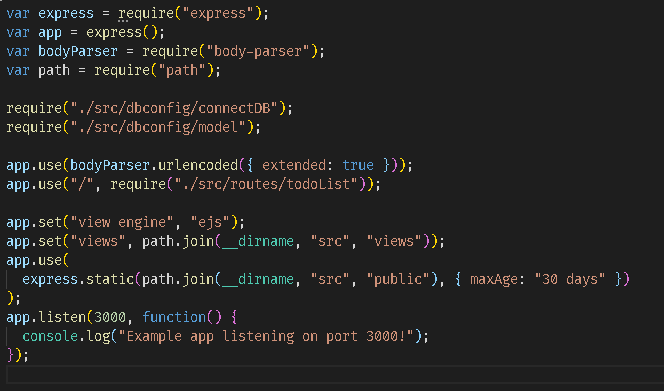 var express = require("express");
var app = express();
var bodyParser = require("body-parser");
var path = require("path");

require("./src/dbconfig/connectDB");
require("./src/dbconfig/model");

app.use(bodyParser.urlencoded({ extended: true }));
app.use("/", require("./src/routes/todoList"));

app.set("view engine", "ejs");
app.set("views", path.join(__dirname, "src", "views"));
app.use(
  express.static(path.join(__dirname, "src", "public"), { maxAge: "30 days" })
);
app.listen(3000, function() {
  console.log("Example app listening on port 3000!");
});